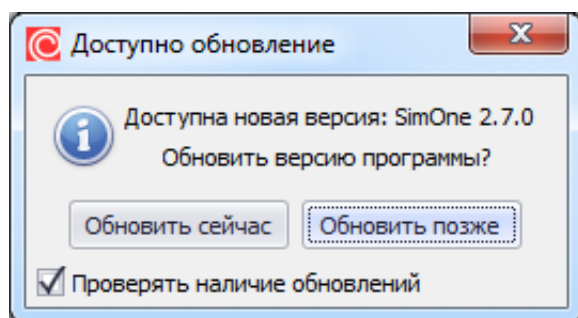 Доступно обновление
Доступна новая версия: SimOne 2.7.0
Обновить версию программы?
Обновить сейчас
Обновить позже
Проверять наличие обновлений